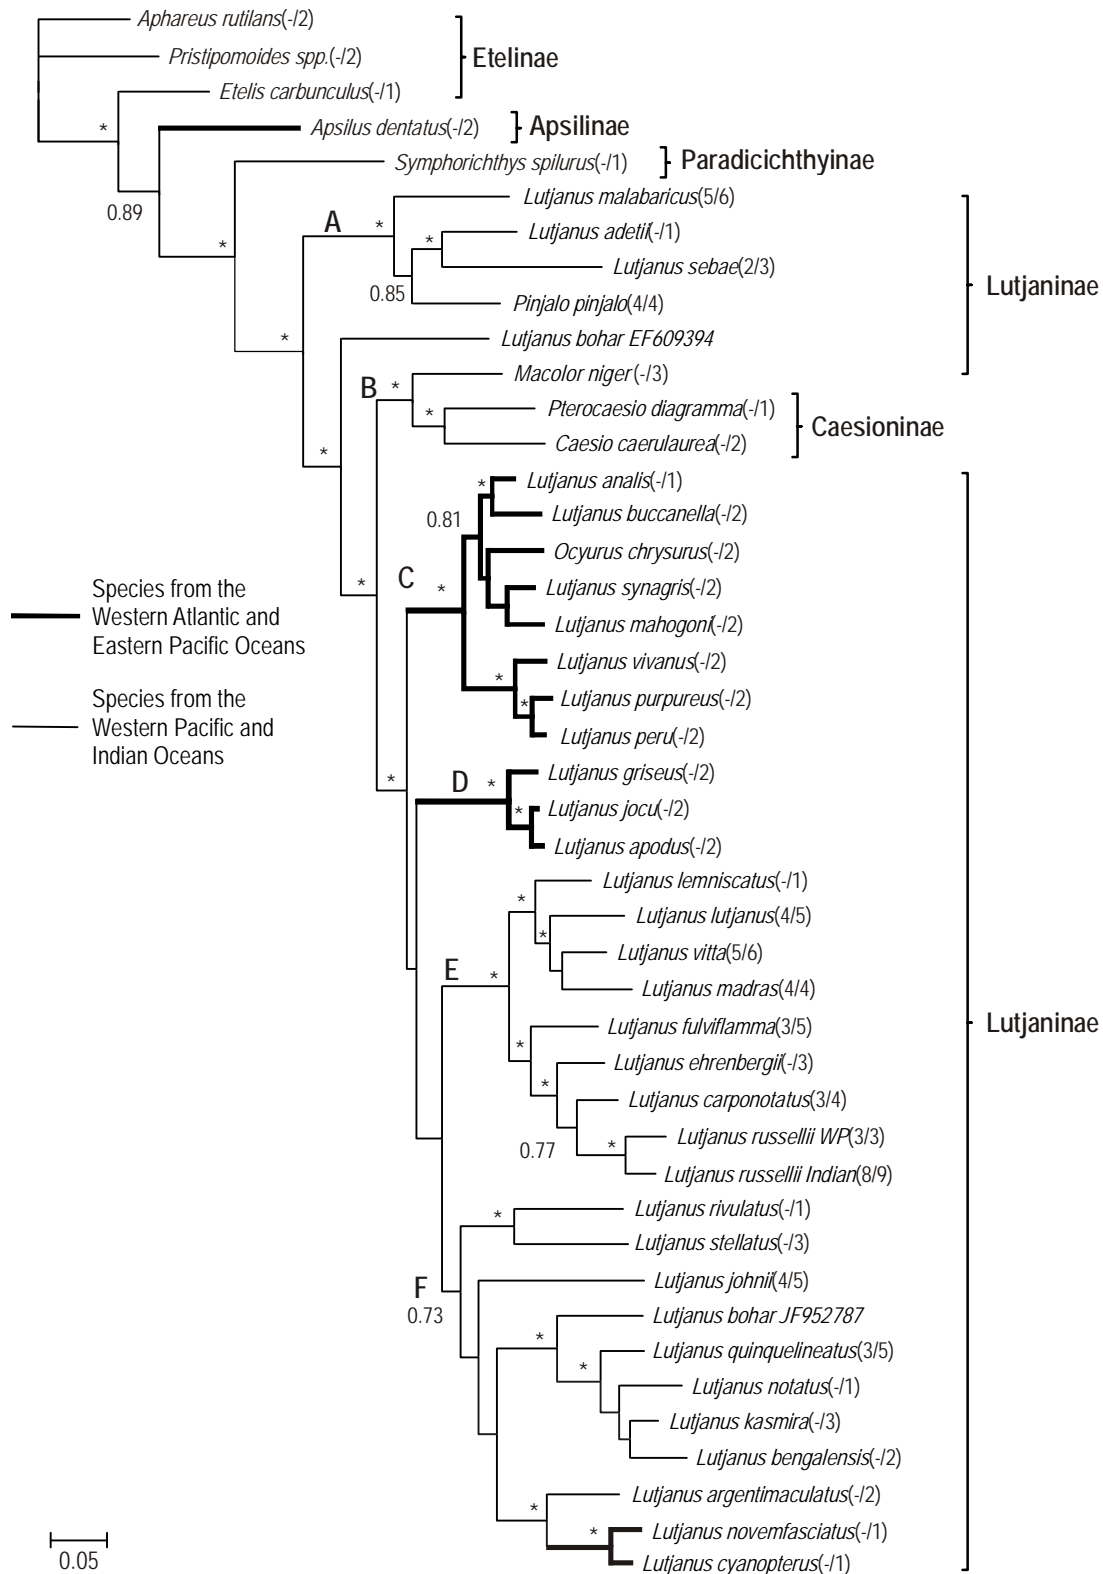 Aphareus rutilans(-/2)
Pristipomoides spp.(-/2)
Etelinae
Etelis carbunculus(-/1)
*
Apsilus dentatus(-/2)
Apsilinae
Symphorichthys spilurus(-/1)
Paradicichthyinae
0.89
*
A
*
Lutjanus malabaricus(5/6)
*
Lutjanus adetii(-/1)
Lutjanus sebae(2/3)
0.85
Pinjalo pinjalo(4/4)
Lutjaninae
*
Lutjanus bohar EF609394
B
*
Macolor niger (-/3)
*
Pterocaesio diagramma(-/1)
Caesio caerulaurea(-/2)
Caesioninae
*
*
Lutjanus analis(-/1)
0.81
Lutjanus buccanella(-/2)
Ocyurus chrysurus(-/2)
*
C
*
Lutjanus synagris(-/2)
Lutjanus mahogoni(-/2)
Species from the
Western Atlantic and
Eastern Pacific Oceans
*
Lutjanus vivanus(-/2)
*
Lutjanus purpureus(-/2)
Lutjanus peru(-/2)
Species from the
Western Pacific and
Indian Oceans
*
D
*
Lutjanus griseus(-/2)
*
Lutjanus jocu(-/2)
Lutjanus apodus(-/2)
Lutjanus lemniscatus(-/1)
*
Lutjanus lutjanus(4/5)
*
Lutjanus vitta(5/6)
E
*
Lutjanus madras(4/4)
Lutjanus fulviflamma(3/5)
Lutjaninae
*
Lutjanus ehrenbergii(-/3)
*
Lutjanus carponotatus(3/4)
0.77
*
Lutjanus russellii WP(3/3)
Lutjanus russellii Indian(8/9)
*
Lutjanus rivulatus(-/1)
Lutjanus stellatus(-/3)
F
0.73
Lutjanus johnii(4/5)
Lutjanus bohar JF952787
*
Lutjanus quinquelineatus(3/5)
*
Lutjanus notatus(-/1)
Lutjanus kasmira(-/3)
Lutjanus bengalensis(-/2)
Lutjanus argentimaculatus(-/2)
*
*
Lutjanus novemfasciatus(-/1)
Lutjanus cyanopterus(-/1)
0.05